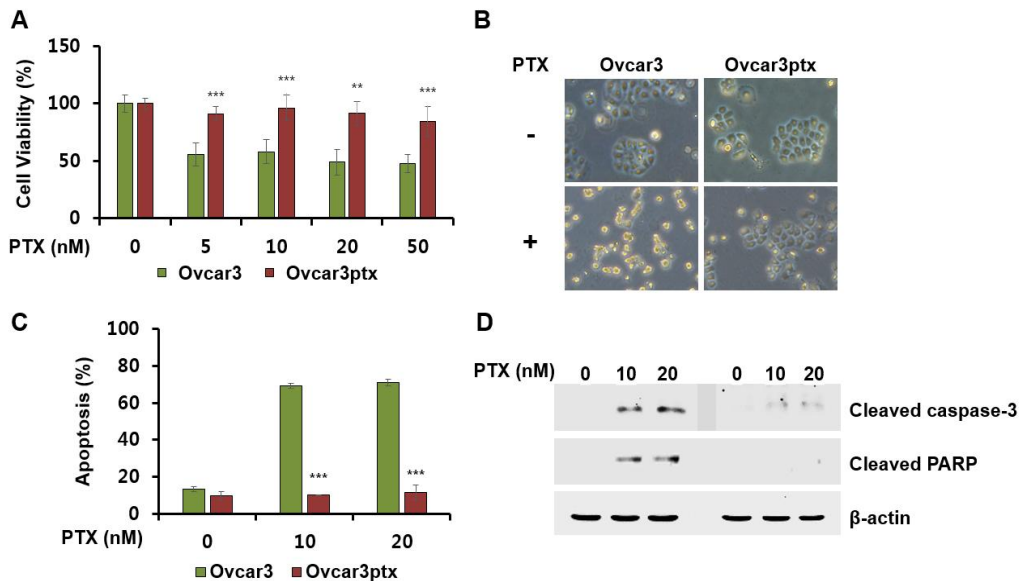 A
150
100
50
0
Cell Viability (%)
*** *** ** ***
PTX (nM) 0 5 10 20 50
Ovcar3 Ovcar3ptx
B
PTX Ovcar3 Ovcar3ptx
-
+
C
100
80
60
40
20
0
Apoptosis (%)
*** ***
PTX (nM) 0 10 20
Ovcar3 Ovcar3ptx
D
PTX (nM) 0 10 20 0 10 20
Cleaved caspase-3
Cleaved PARP
β-actin